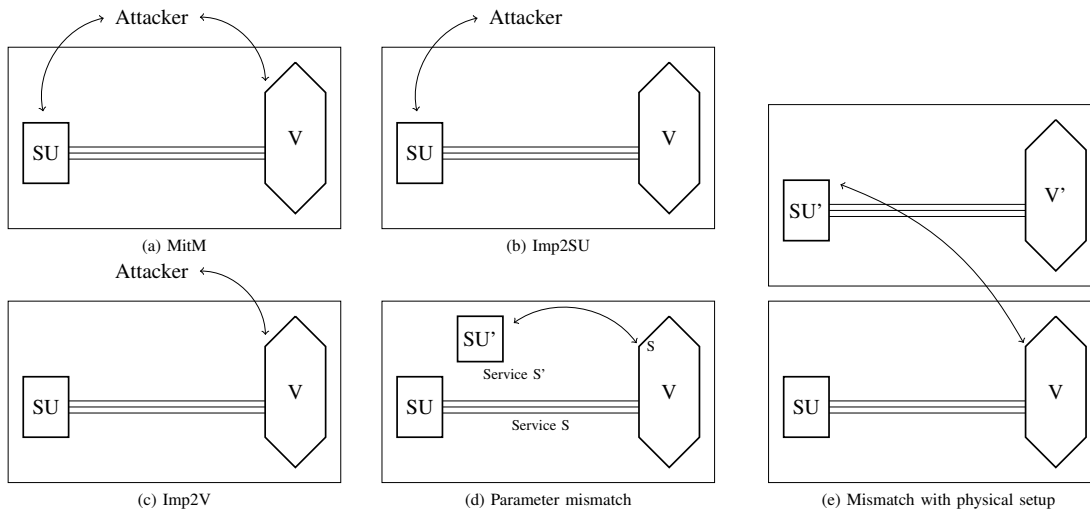 Attacker
SU
V
(a) MitM
Attacker
SU
V
(b) Imp2SU
Attacker
SU
V
(c) Imp2V
SU'
Service S'
S
SU
V
Service S
(d) Parameter mismatch
SU'
V'
SU
V
(e) Mismatch with physical setup